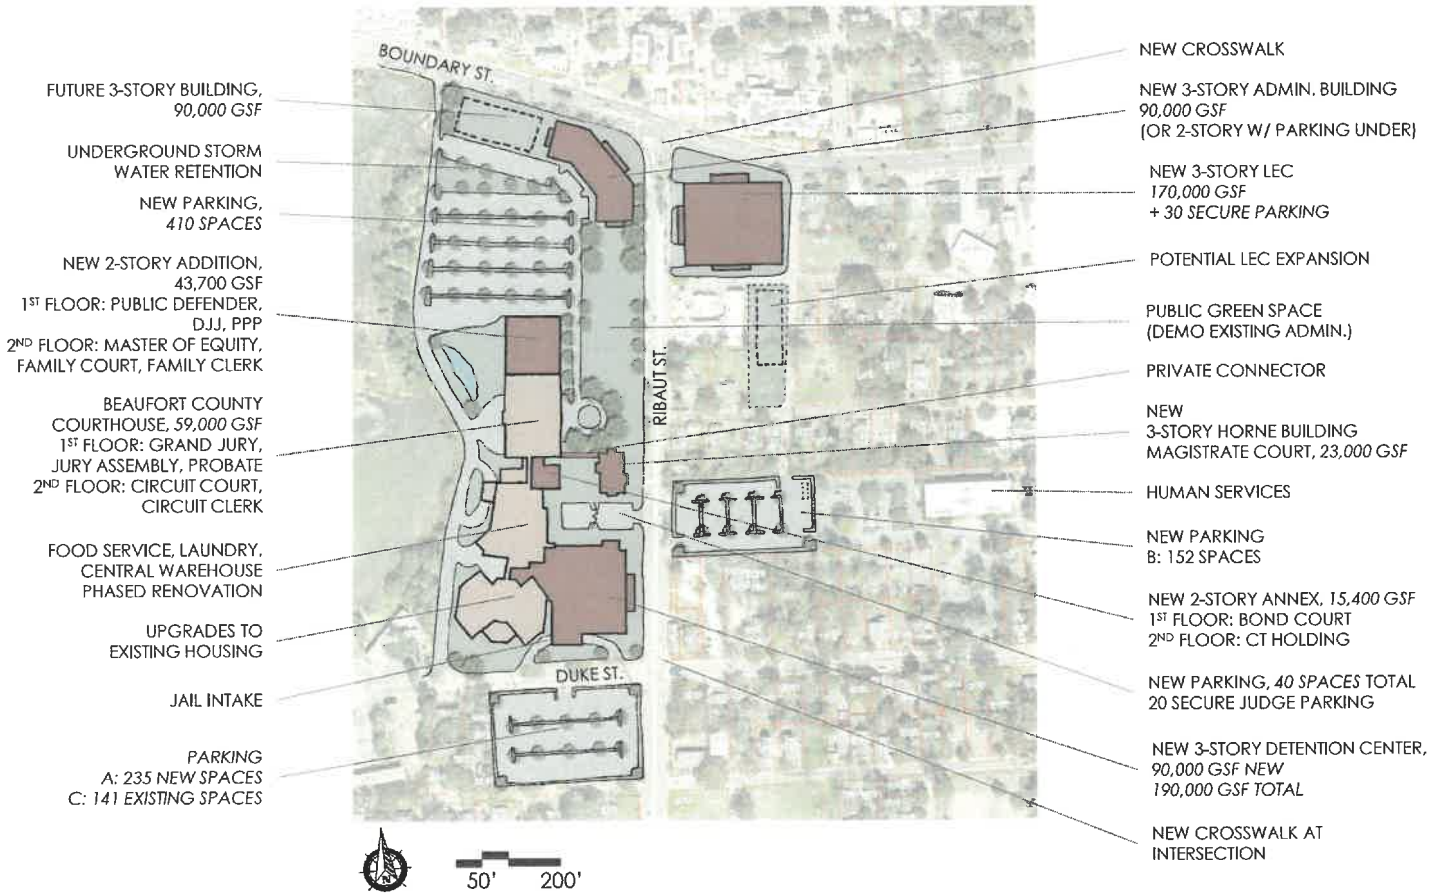 BOUNDARY ST.
FUTURE 3-STORY BUILDING,
90,000 GSF
UNDERGROUND STORM
WATER RETENTION
NEW PARKING,
410 SPACES
NEW 2-STORY ADDITION,
43,700 GSF
1ST FLOOR: PUBLIC DEFENDER,
DJJ, PPP
2ND FLOOR: MASTER OF EQUITY,
FAMILY COURT, FAMILY CLERK
BEAUFORT COUNTY
COURTHOUSE, 59,000 GSF
1ST FLOOR: GRAND JURY,
JURY ASSEMBLY, PROBATE
2ND FLOOR: CIRCUIT COURT,
CIRCUIT CLERK
FOOD SERVICE, LAUNDRY,
CENTRAL WAREHOUSE
PHASED RENOVATION
UPGRADES TO
EXISTING HOUSING
JAIL INTAKE
PARKING
A: 235 NEW SPACES
C: 141 EXISTING SPACES
RIBAUT ST.
DUKE ST.
NEW CROSSWALK
NEW 3-STORY ADMIN. BUILDING
90,000 GSF
(OR 2-STORY W/ PARKING UNDER)
NEW 3-STORY LEC
170,000 GSF
+ 30 SECURE PARKING
POTENTIAL LEC EXPANSION
PUBLIC GREEN SPACE
(DEMO EXISTING ADMIN.)
PRIVATE CONNECTOR
NEW
3-STORY HORNE BUILDING
MAGISTRATE COURT, 23,000 GSF
HUMAN SERVICES
NEW PARKING
B: 152 SPACES
NEW 2-STORY ANNEX, 15,400 GSF
1ST FLOOR: BOND COURT
2ND FLOOR: CT HOLDING
NEW PARKING, 40 SPACES TOTAL
20 SECURE JUDGE PARKING
NEW 3-STORY DETENTION CENTER,
90,000 GSF NEW
190,000 GSF TOTAL
NEW CROSSWALK AT
INTERSECTION
N
50' 200'